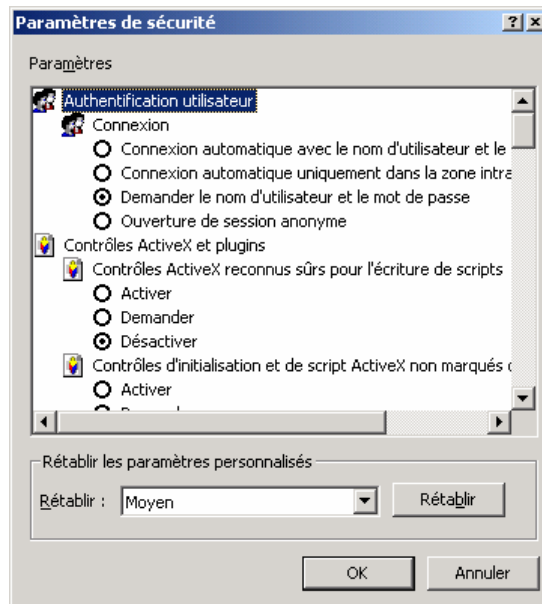 Paramètres de sécurité
Paramètres
Authentification utilisateur
Connexion
Connexion automatique avec le nom d'utilisateur et le
Connexion automatique uniquement dans la zone intra
Demander le nom d'utilisateur et le mot de passe
Ouverture de session anonyme
Contrôles ActiveX et plugins
Contrôles ActiveX reconnus sûrs pour l'écriture de scripts
Activer
Demander
Désactiver
Contrôles d'initialisation et de script ActiveX non marqués
Activer
Rétablir les paramètres personnalisés
Rétablir : Moyen Rétablir
OK Annuler